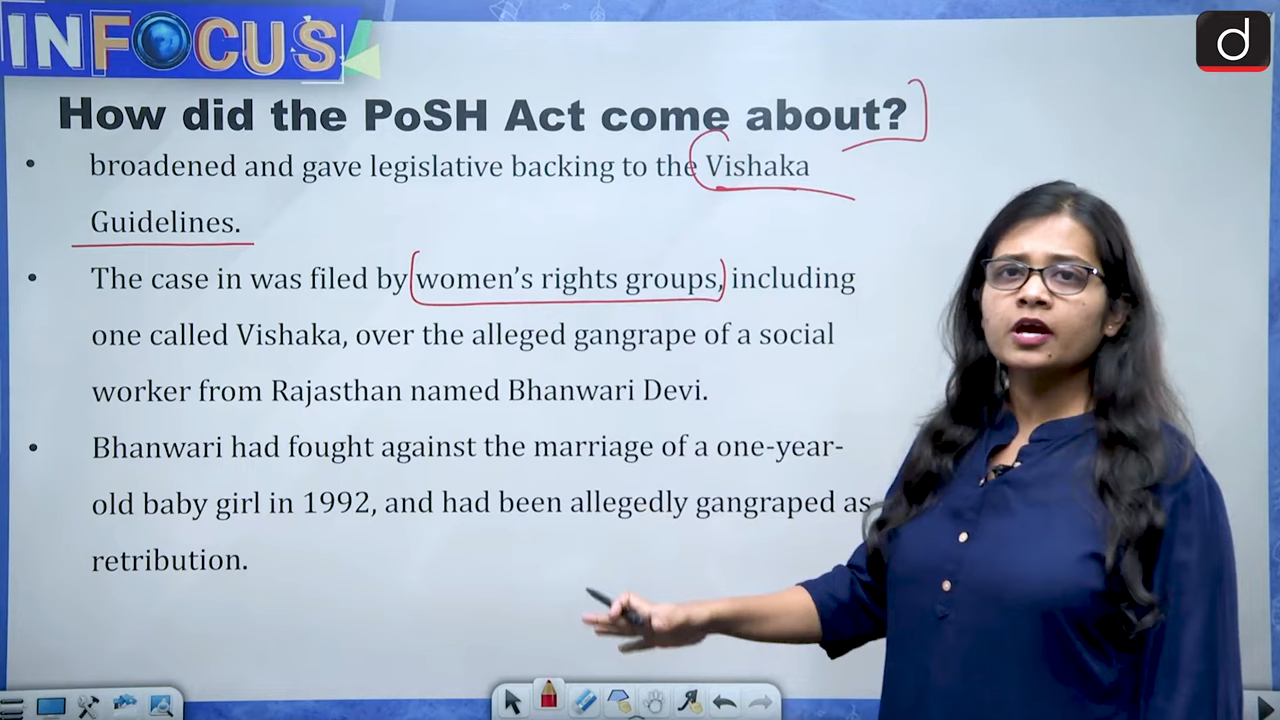 INFOCUS
d
How did the PoSH Act come about?
• broadened and gave legislative backing to the Vishaka
Guidelines.
• The case in was filed by women’s rights groups, including
one called Vishaka, over the alleged gangrape of a social
worker from Rajasthan named Bhanwari Devi.
• Bhanwari had fought against the marriage of a one-year-
old baby girl in 1992, and had been allegedly gangraped as
retribution.